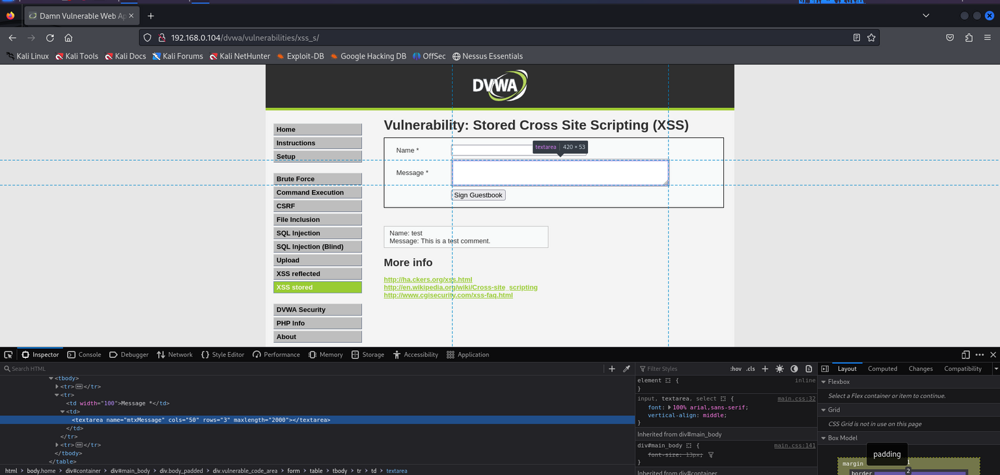 Damn Vulnerable Web Ap
192.168.0.104/dvwa/vulnerabilities/xss_s/
Kali Linux Kali Tools Kali Docs Kali Forums Kali NetHunter Exploit-DB Google Hacking DB OffSec Nessus Essentials
DVWA
Home
Instructions
Setup
Brute Force
Command Execution
CSRF
File Inclusion
SQL Injection
SQL Injection (Blind)
Upload
XSS reflected
XSS stored
DVWA Security
PHP Info
About
Vulnerability: Stored Cross Site Scripting (XSS)
Name *
textarea 420 × 53
Message *
Sign Guestbook
Name: test
Message: This is a test comment.
More info
http://ha.ckers.org/xss.html
http://en.wikipedia.org/wiki/Cross-site_scripting
http://www.cgisecurity.com/xss-faq.html
Inspector Console Debugger Network Style Editor Performance Memory Storage Accessibility Application
Search HTML
<tbody>
<tr></tr>
<tr>
<td width="100">Message *</td>
<td>
<textarea name="mtxMessage" cols="50" rows="3" maxlength="2000"></textarea>
</td>
</tr>
<tr></tr>
</tbody>
</table>
html > body.home > div#container > div#main_body > div.body_padded > div.vulnerable_code_area > form > table > tbody > tr > td > textarea
Filter Styles :hov .cls
element { inline
}
input, textarea, select { main.css:32
font: 100% arial,sans-serif;
vertical-align: middle;
}
Inherited from div#main_body
div#main_body { main.css:141
font-size: 13px;
}
Inherited from div#container
Layout Computed Changes Compatibility
Flexbox
Select a Flex container or item to continue.
Grid
CSS Grid is not in use on this page
Box Model
padding
margin 1
border 2